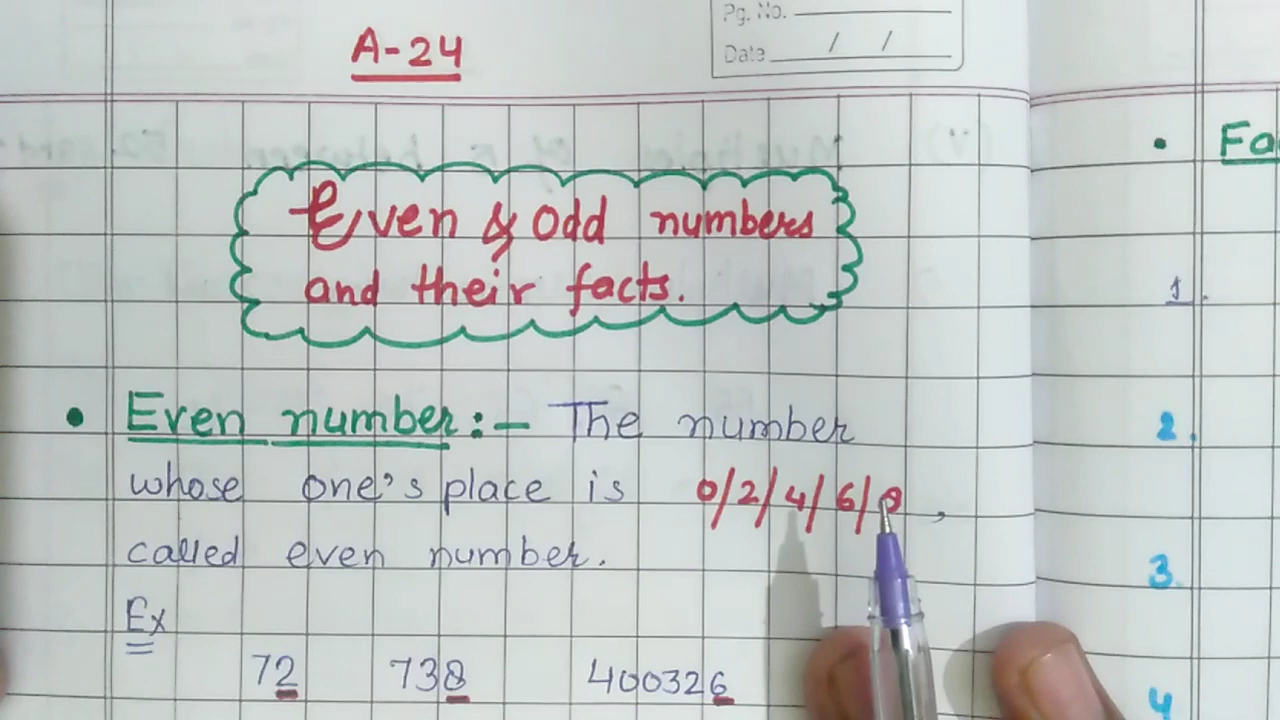 Pg. No.
Date / /
A-24
Even & Odd numbers
and their facts.
• Even number:- The number
whose one's place is 0/2/4/6/8,
called even number.
Ex
72 738 400326
• Fa
1.
2.
3.
4